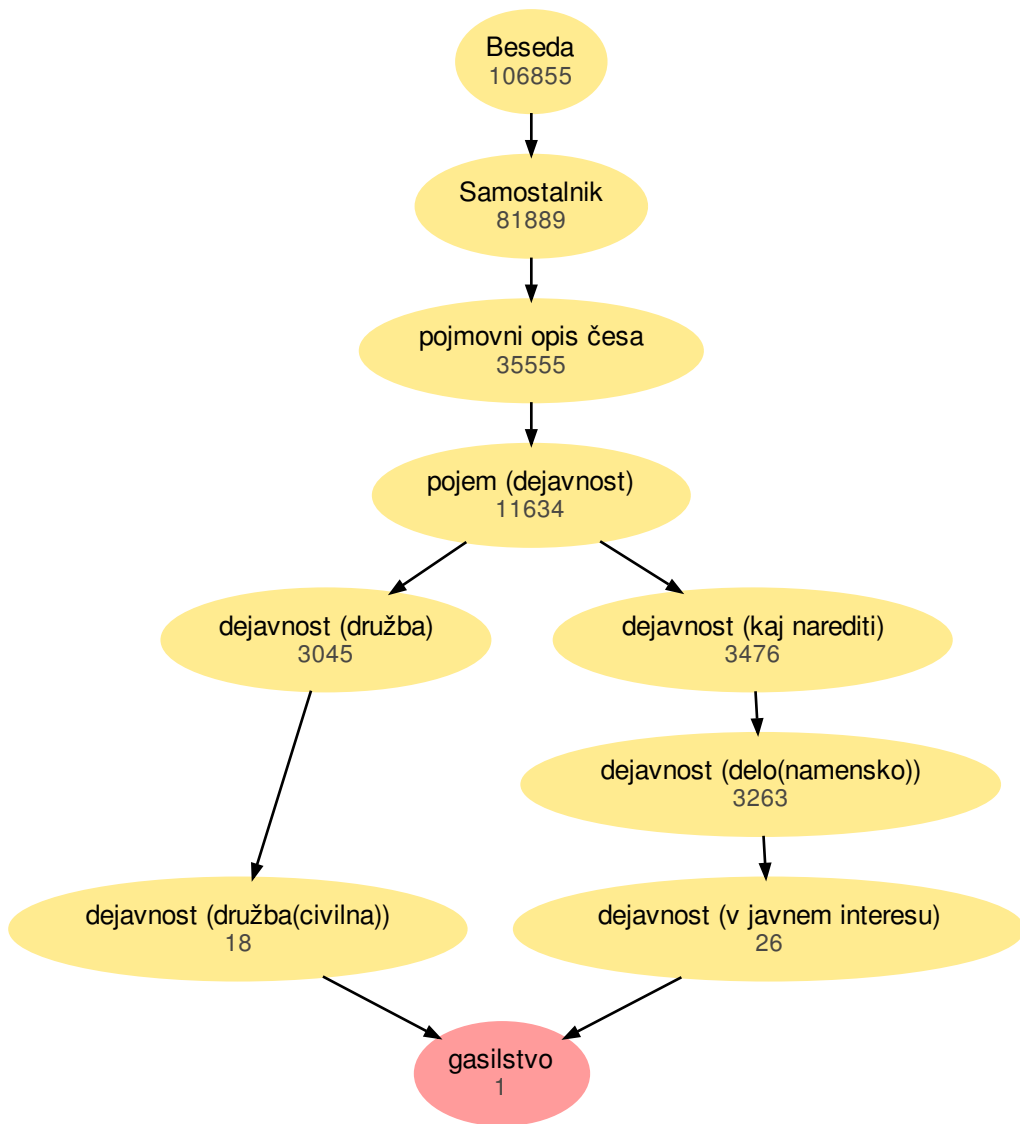 Beseda
106855
Samostalnik
81889
pojmovni opis česa
35555
pojem (dejavnost)
11634
dejavnost (družba)
3045
dejavnost (kaj narediti)
3476
dejavnost (delo(namensko))
3263
dejavnost (družba(civilna))
18
dejavnost (v javnem interesu)
26
gasilstvo
1